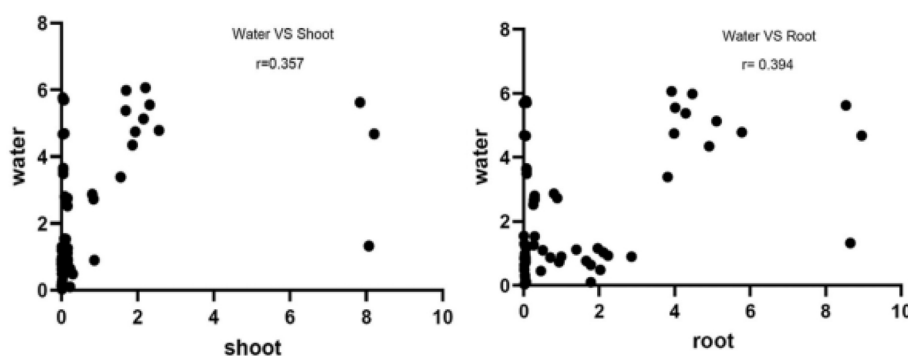 Water VS Shoot
r=0.357
8
6
4
2
0
water
0 2 4 6 8 10
shoot
Water VS Root
r= 0.394
8
6
4
2
0
water
0 2 4 6 8 10
root